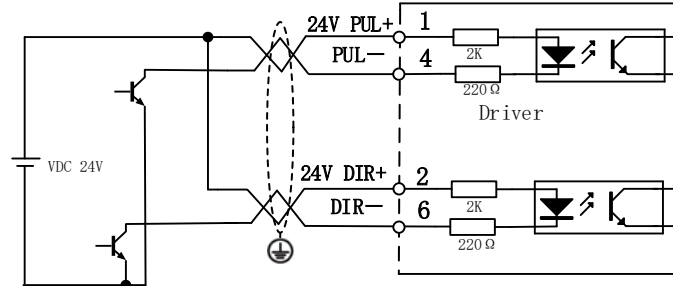 24V PUL+ 1
2K
PUL— 4
220Ω
Driver
VDC 24V
24V DIR+ 2
2K
DIR— 6
220Ω